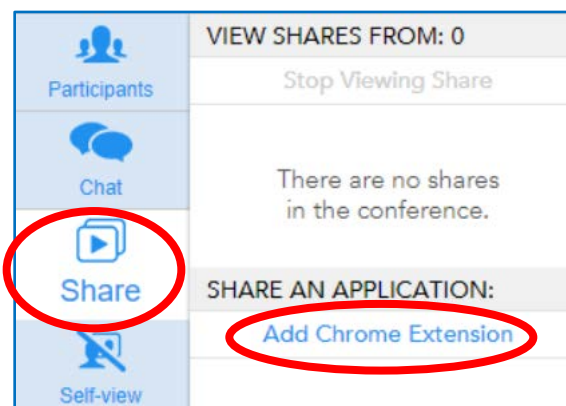 Participants
Chat
Share
Self-view
VIEW SHARES FROM: 0
Stop Viewing Share
There are no shares
in the conference.
SHARE AN APPLICATION:
Add Chrome Extension